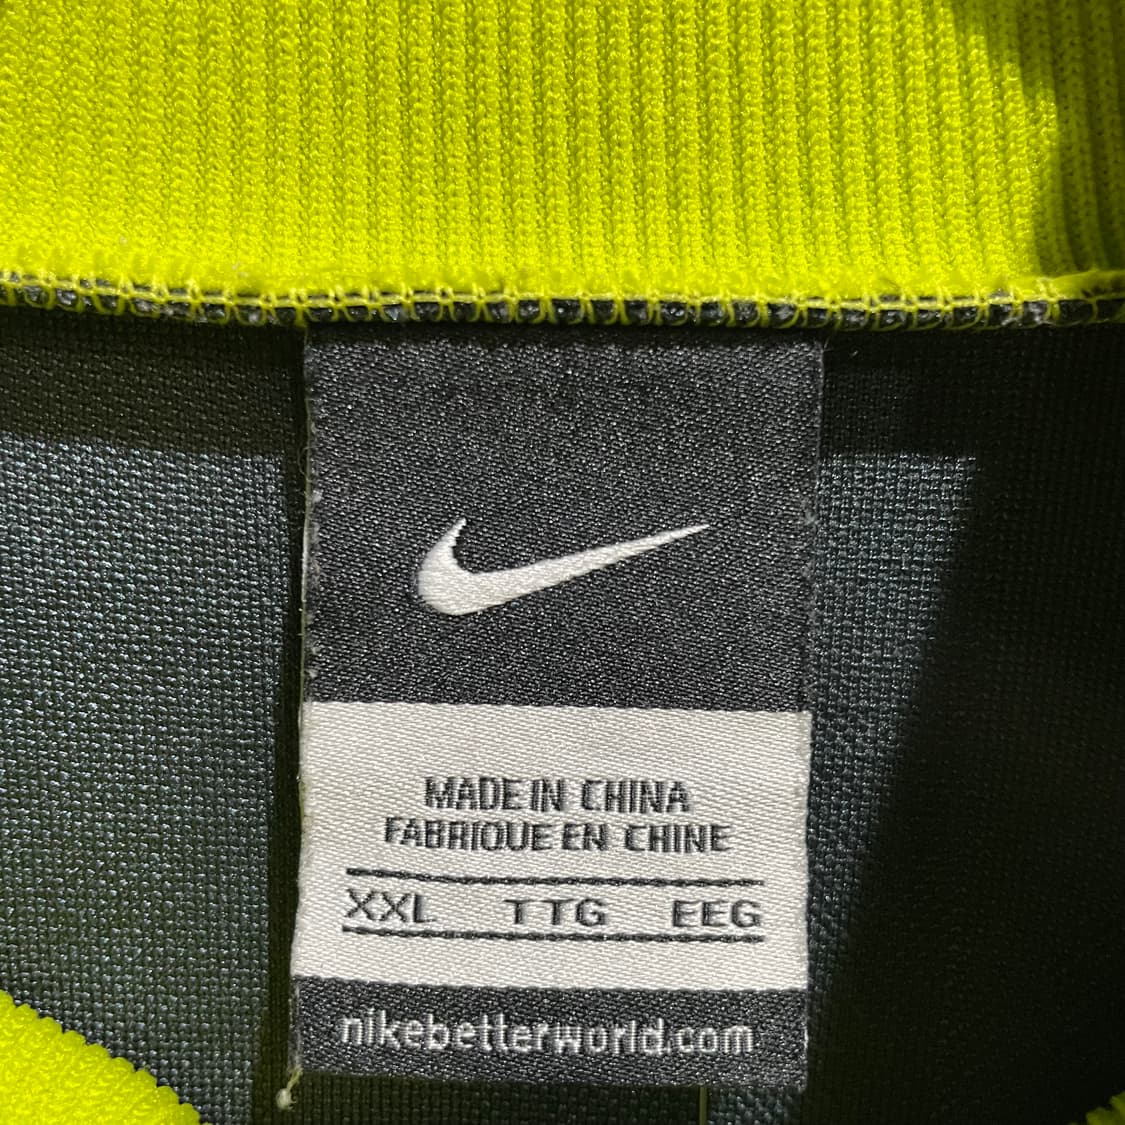 MADE IN CHINA
FABRIQUE EN CHINE
XXL TTG EEG
nikebetterworld.com